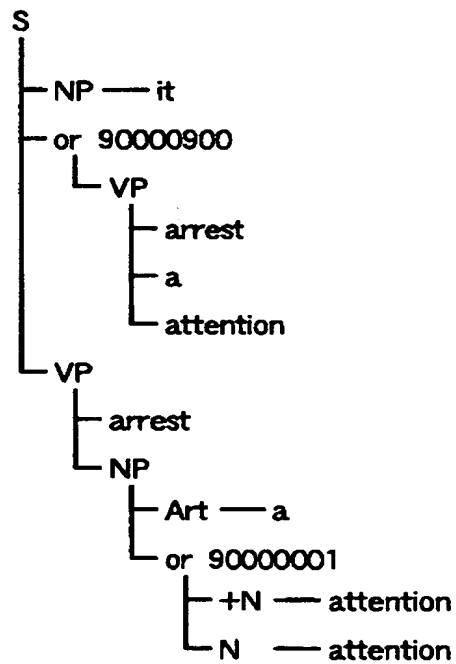 S
NP it
or 90000900
VP
arrest
a
attention
VP
arrest
NP
Art a
or 90000001
+N attention
N attention